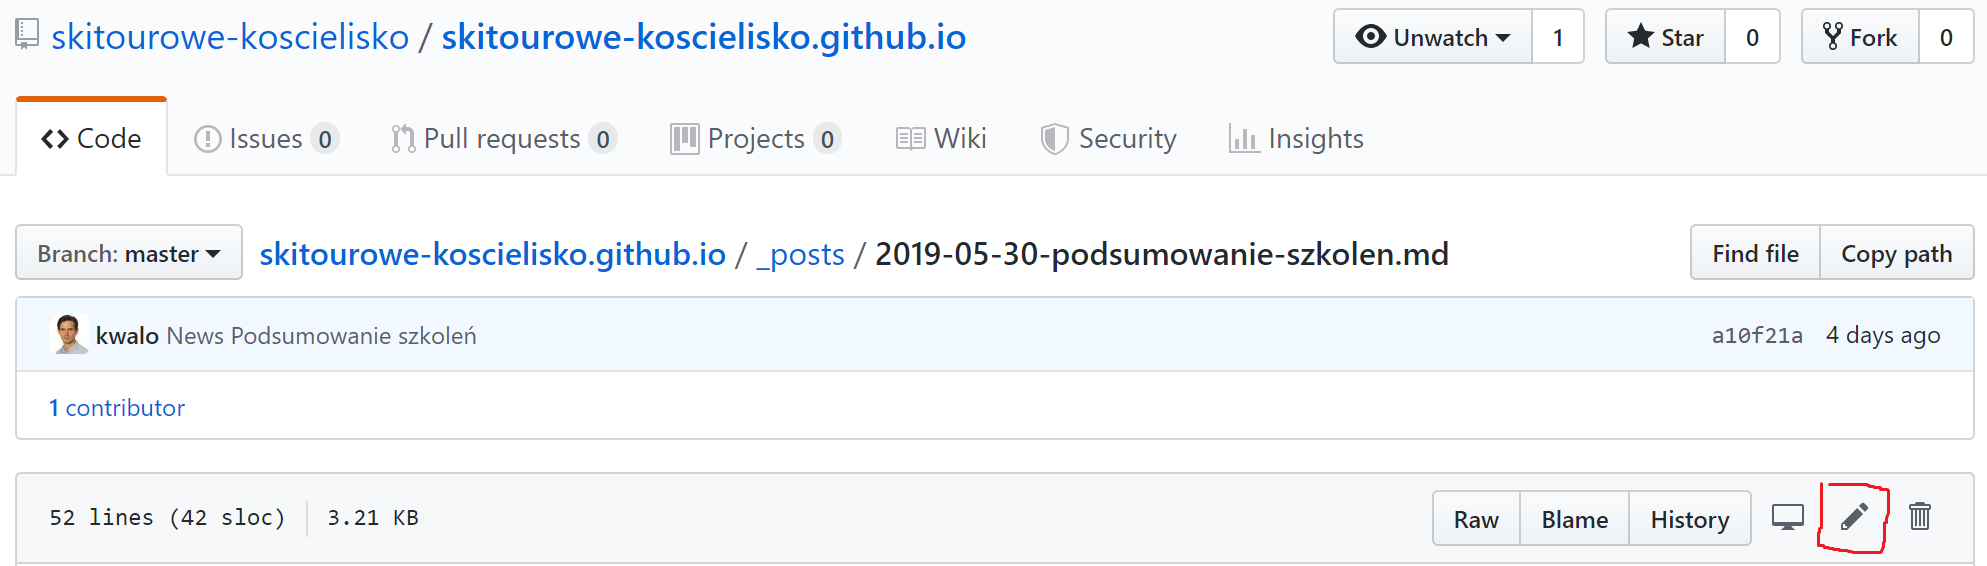 skitourowe-koscielisko / skitourowe-koscielisko.github.io Unwatch 1 Star 0 Fork 0
Code Issues 0 Pull requests 0 Projects 0 Wiki Security Insights
Branch: master skitourowe-koscielisko.github.io / _posts / 2019-05-30-podsumowanie-szkolen.md Find file Copy path
kwalo News Podsumowanie szkoleń a10f21a 4 days ago
1 contributor
52 lines (42 sloc) 3.21 KB Raw Blame History